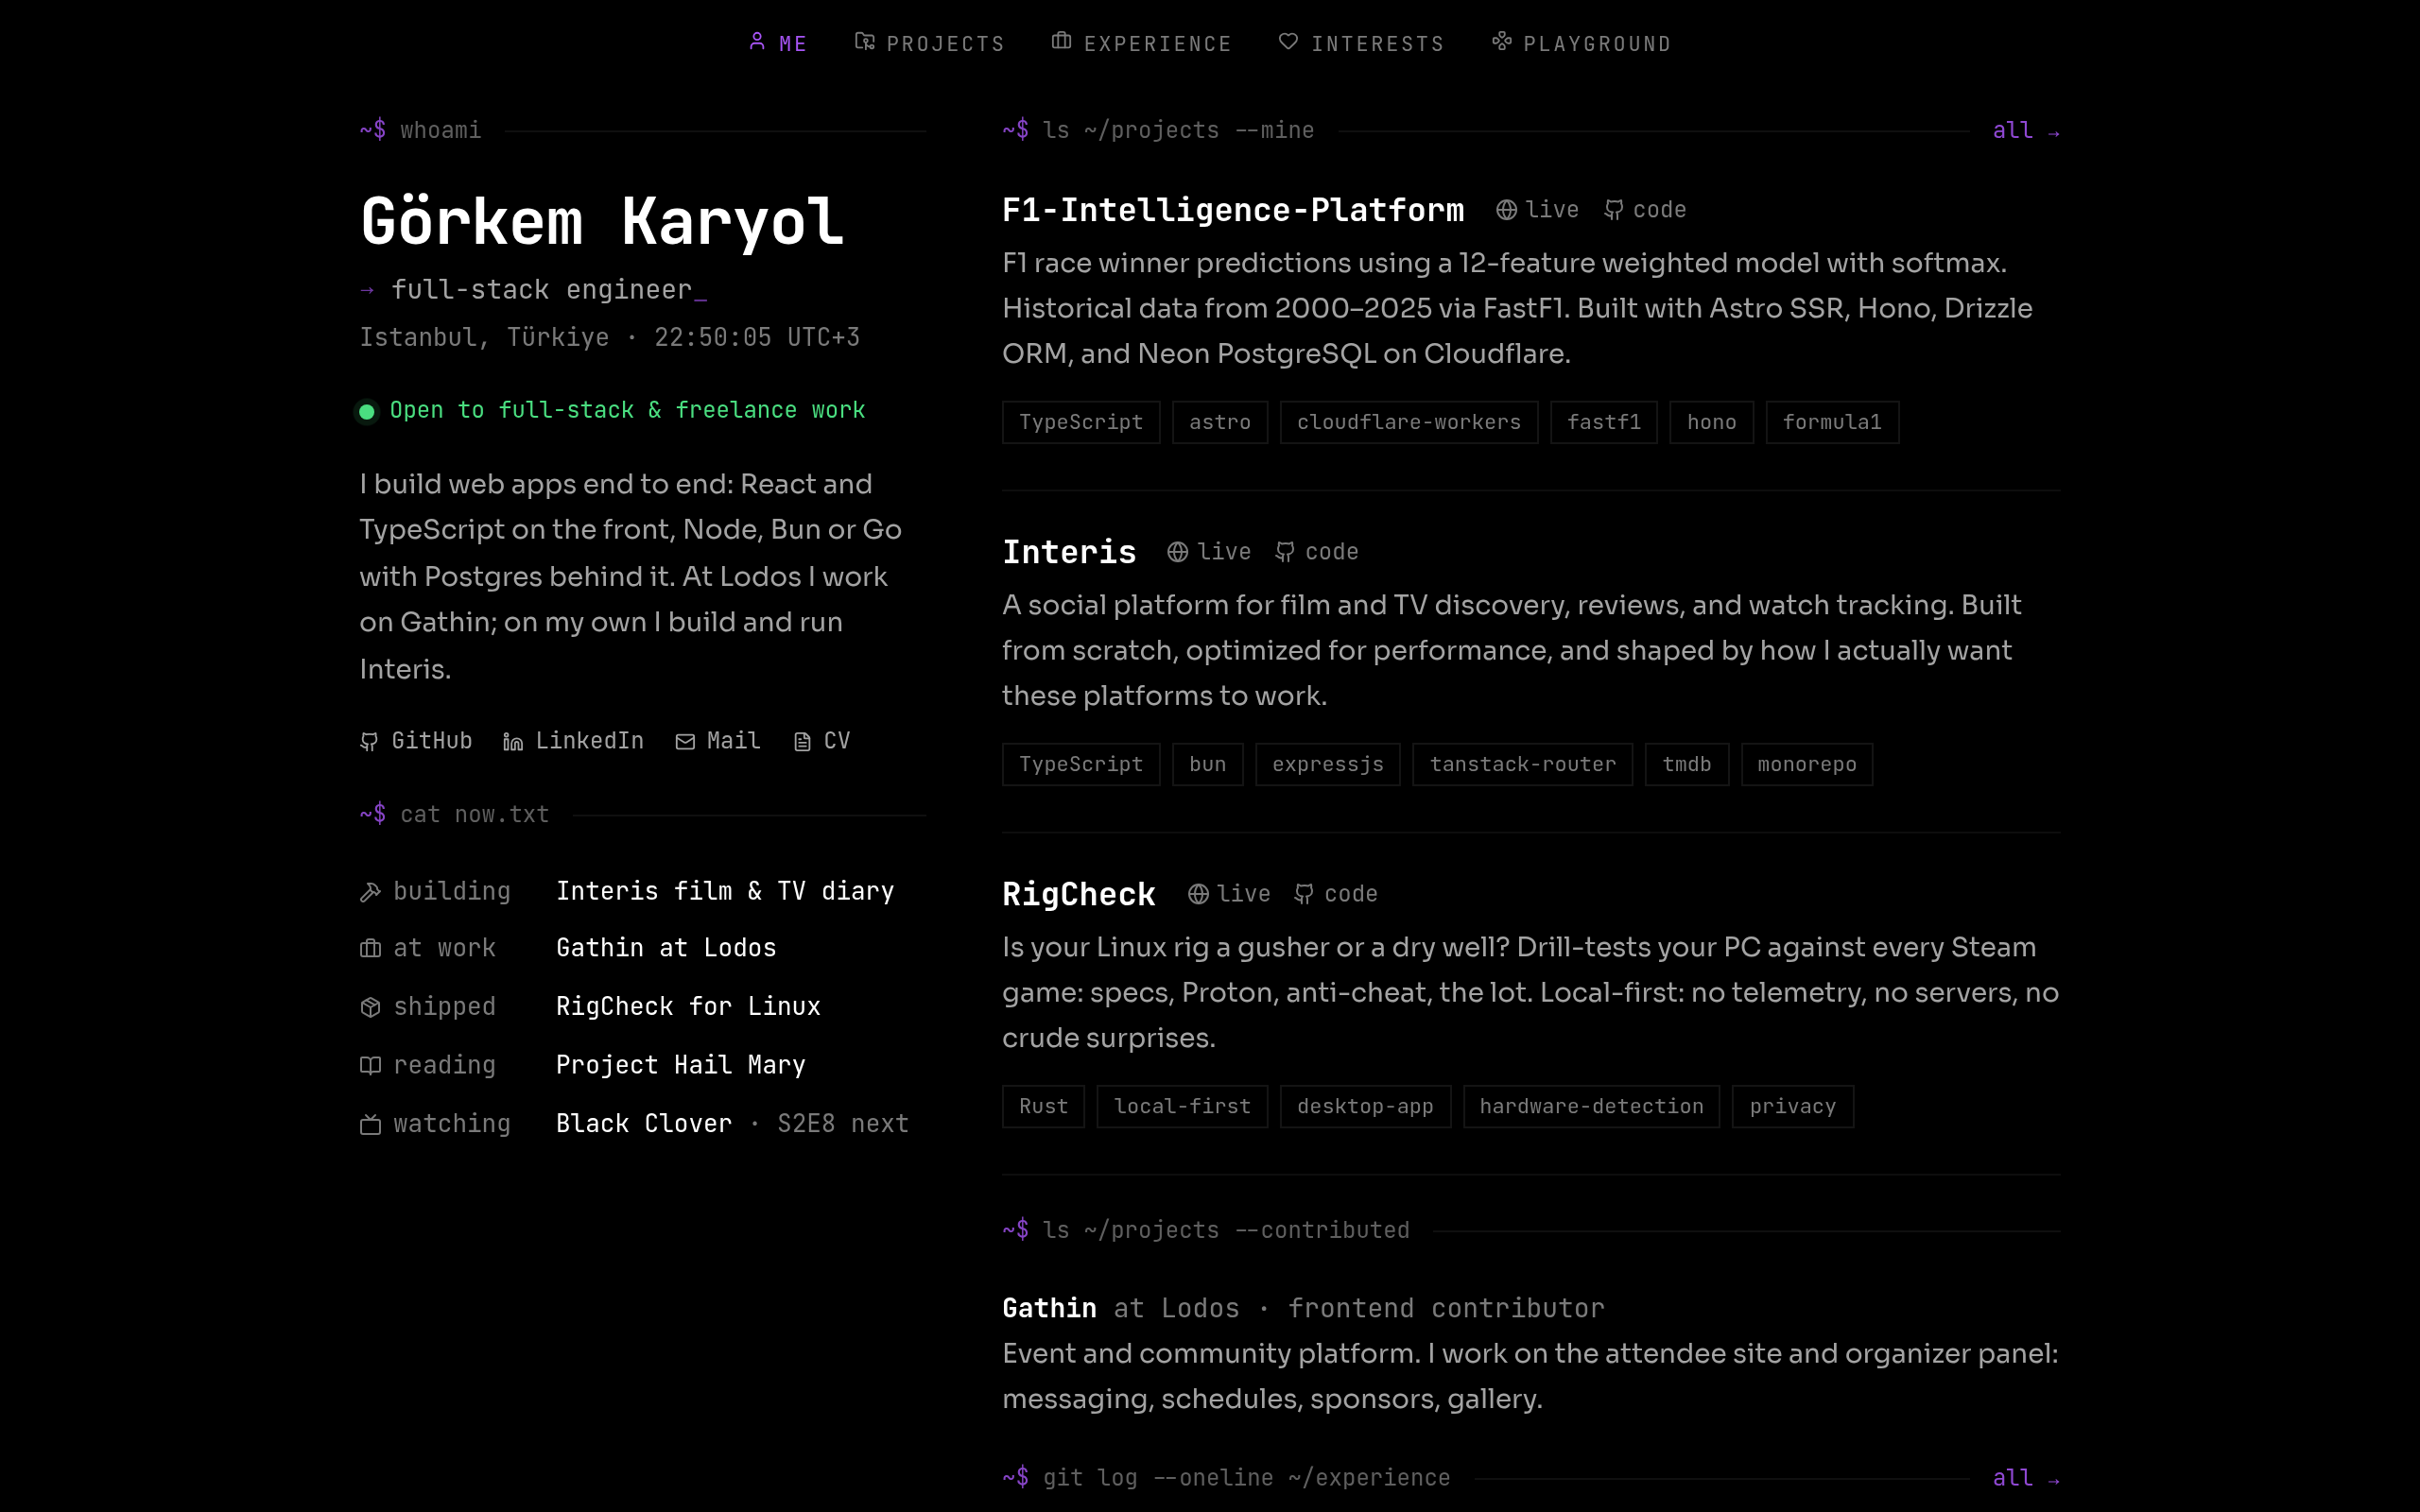 ME PROJECTS EXPERIENCE INTERESTS PLAYGROUND
~$ whoami
Görkem Karyol
→ full-stack engineer_
Istanbul, Türkiye · 22:50:05 UTC+3
Open to full-stack & freelance work
I build web apps end to end: React and
TypeScript on the front, Node, Bun or Go
with Postgres behind it. At Lodos I work
on Gathin; on my own I build and run
Interis.
GitHub LinkedIn Mail CV
~$ cat now.txt
building Interis film & TV diary
at work Gathin at Lodos
shipped RigCheck for Linux
reading Project Hail Mary
watching Black Clover · S2E8 next
~$ ls ~/projects --mine all →
F1-Intelligence-Platform live code
F1 race winner predictions using a 12-feature weighted model with softmax.
Historical data from 2000–2025 via FastF1. Built with Astro SSR, Hono, Drizzle
ORM, and Neon PostgreSQL on Cloudflare.
TypeScript astro cloudflare-workers fastf1 hono formula1
Interis live code
A social platform for film and TV discovery, reviews, and watch tracking. Built
from scratch, optimized for performance, and shaped by how I actually want
these platforms to work.
TypeScript bun expressjs tanstack-router tmdb monorepo
RigCheck live code
Is your Linux rig a gusher or a dry well? Drill-tests your PC against every Steam
game: specs, Proton, anti-cheat, the lot. Local-first: no telemetry, no servers, no
crude surprises.
Rust local-first desktop-app hardware-detection privacy
~$ ls ~/projects --contributed
Gathin at Lodos · frontend contributor
Event and community platform. I work on the attendee site and organizer panel:
messaging, schedules, sponsors, gallery.
~$ git log --oneline ~/experience all →